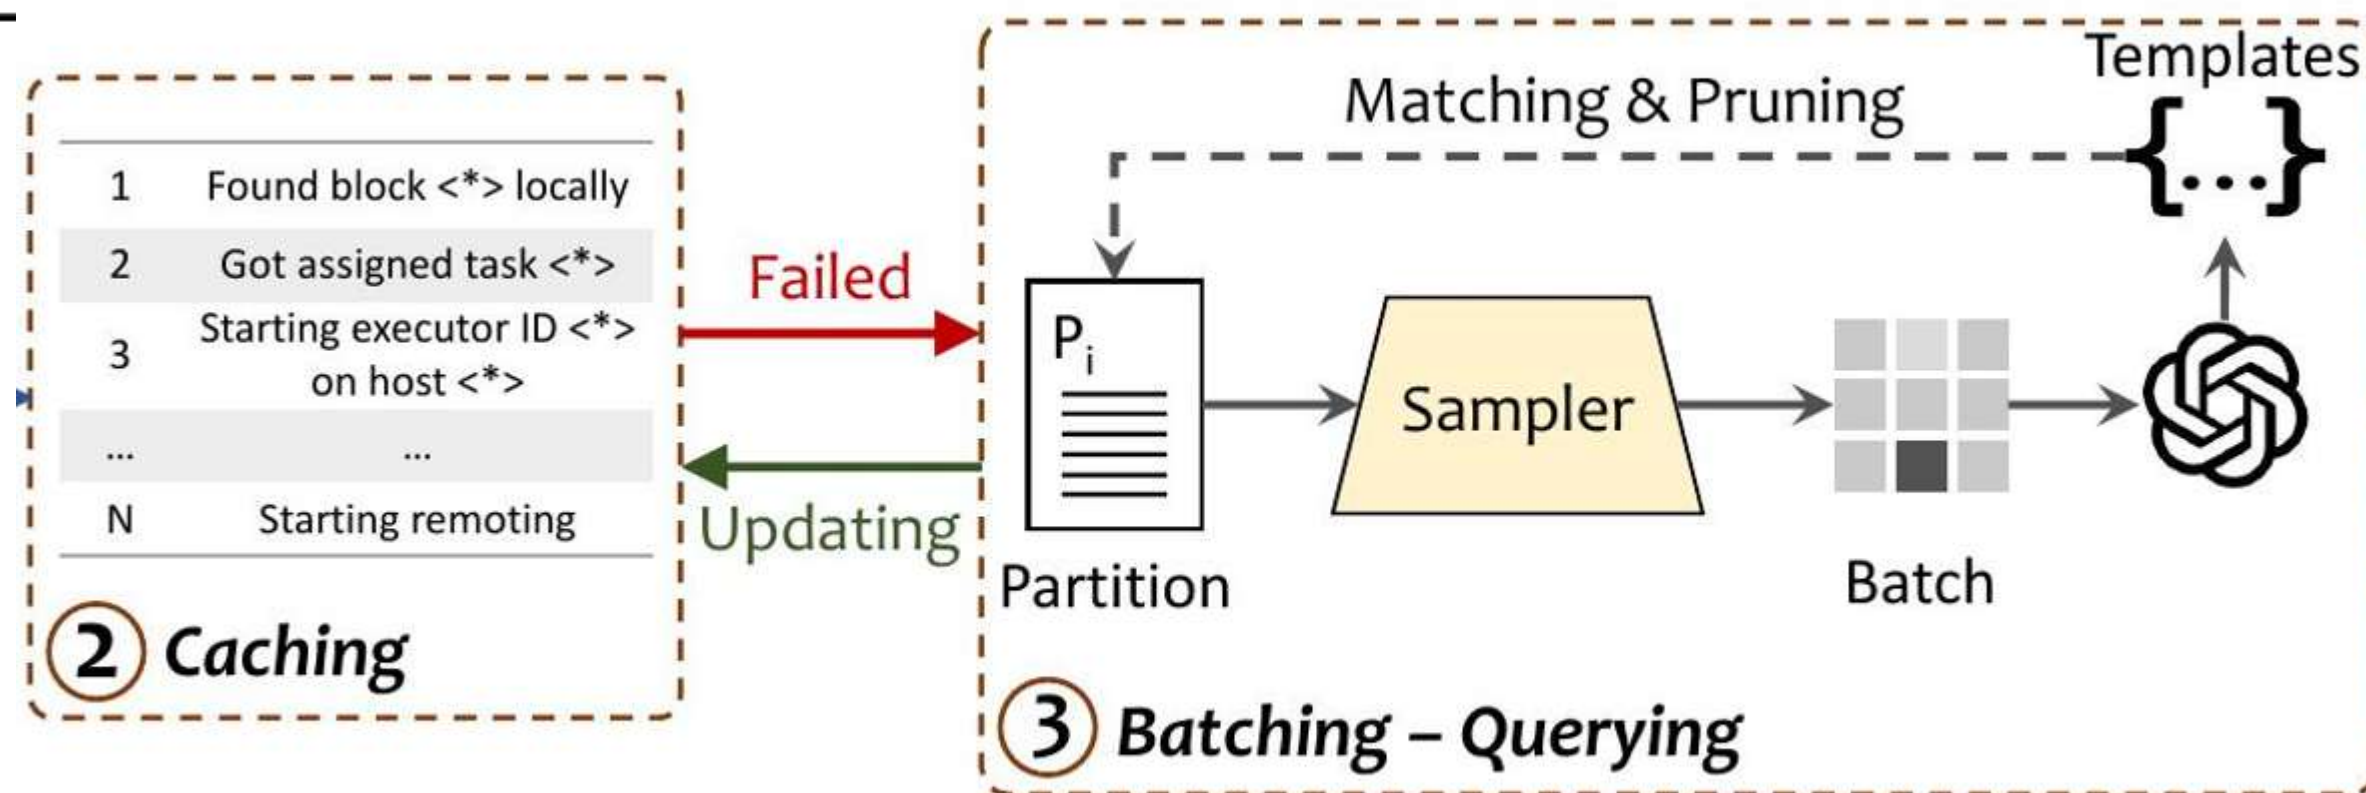 1 Found block <*> locally
2 Got assigned task <*>
3 Starting executor ID <*>
on host <*>
... ...
N Starting remoting
2 Caching
Failed
Updating
Templates
Matching & Pruning
{...}
Pi
Sampler
Partition
Batch
3 Batching – Querying